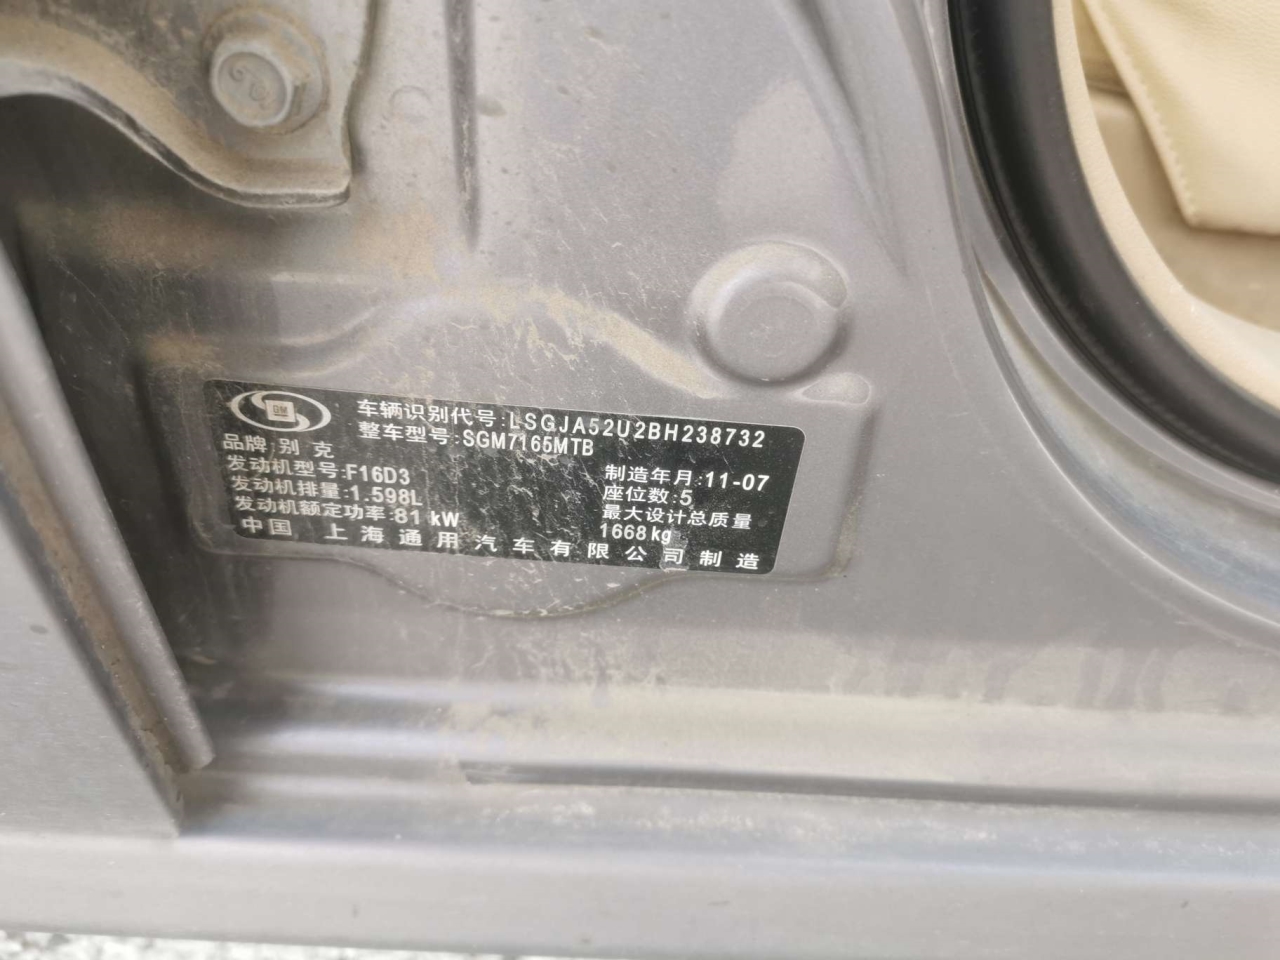 GM
车辆识别代号:LSGJA52U2BH238732
整车型号:SGM7165MTB
品牌:别克
发动机型号:F16D3
制造年月:11-07
发动机排量:1.598L
座位数:5
发动机额定功率:81 kW
最大设计总质量
1668kg
中国 上海通用汽车有限公司制造